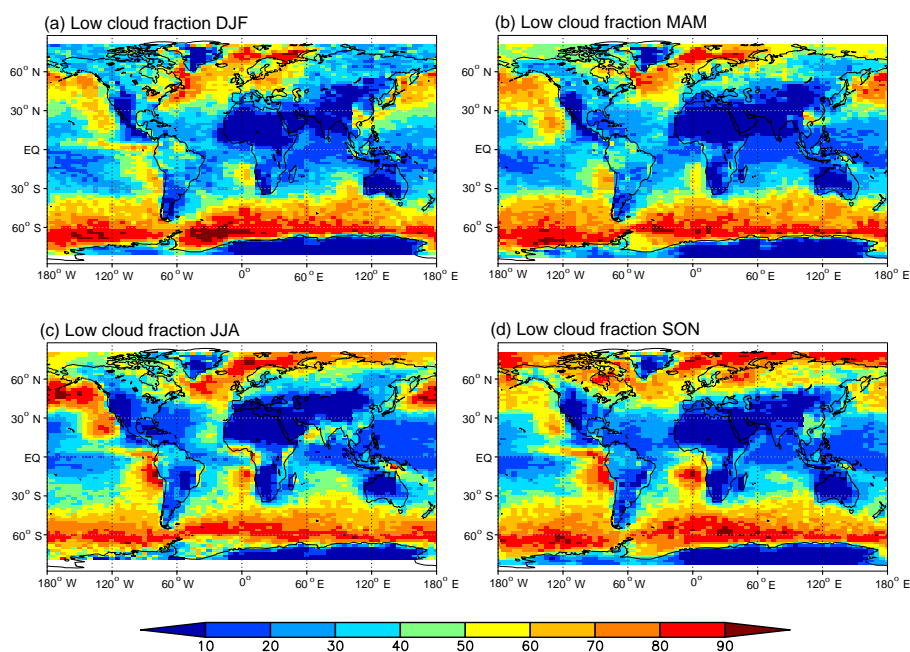 (a) Low cloud fraction DJF
60° N
30° N
EQ
30° S
60° S
180° W 120° W 60° W 0° 60° E 120° E 180° E
(b) Low cloud fraction MAM
60° N
30° N
EQ
30° S
60° S
180° W 120° W 60° W 0° 60° E 120° E 180° E
(c) Low cloud fraction JJA
60° N
30° N
EQ
30° S
60° S
180° W 120° W 60° W 0° 60° E 120° E 180° E
(d) Low cloud fraction SON
60° N
30° N
EQ
30° S
60° S
180° W 120° W 60° W 0° 60° E 120° E 180° E
10 20 30 40 50 60 70 80 90